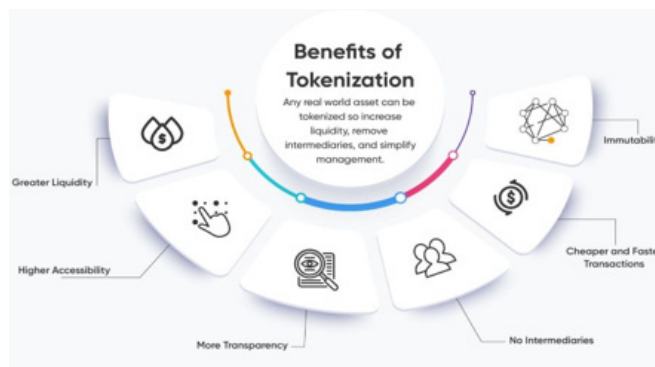 Benefits of
Tokenization
Any real world asset can be
tokenized so increase
liquidity, remove
intermediaries, and simplify
management.
Greater Liquidity
Higher Accessibility
More Transparency
No Intermediaries
Cheaper and Faste
Transactions
Immutabili